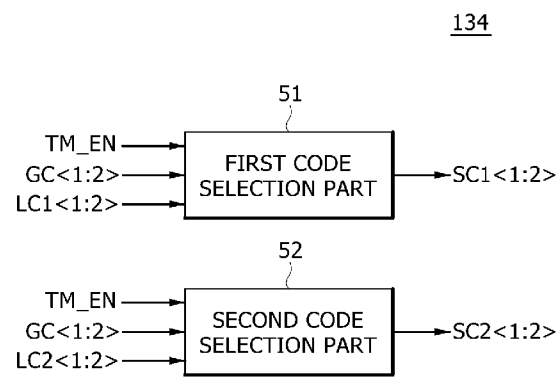 134
51
TM_EN
GC<1:2>
LC1<1:2>
FIRST CODE
SELECTION PART
SC1<1:2>
52
TM_EN
GC<1:2>
LC2<1:2>
SECOND CODE
SELECTION PART
SC2<1:2>